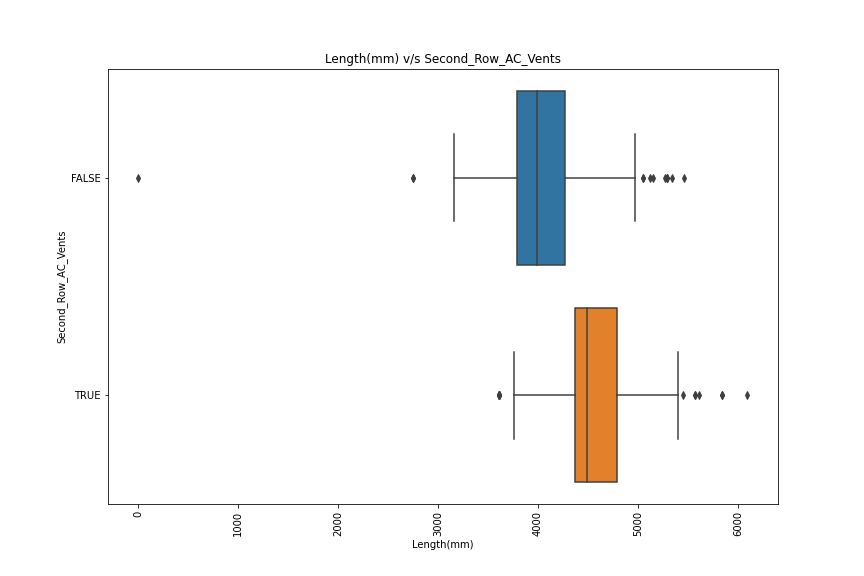 Length(mm) v/s Second_Row_AC_Vents
FALSE
TRUE
Second_Row_AC_Vents
0
1000
2000
3000
4000
5000
6000
Length(mm)